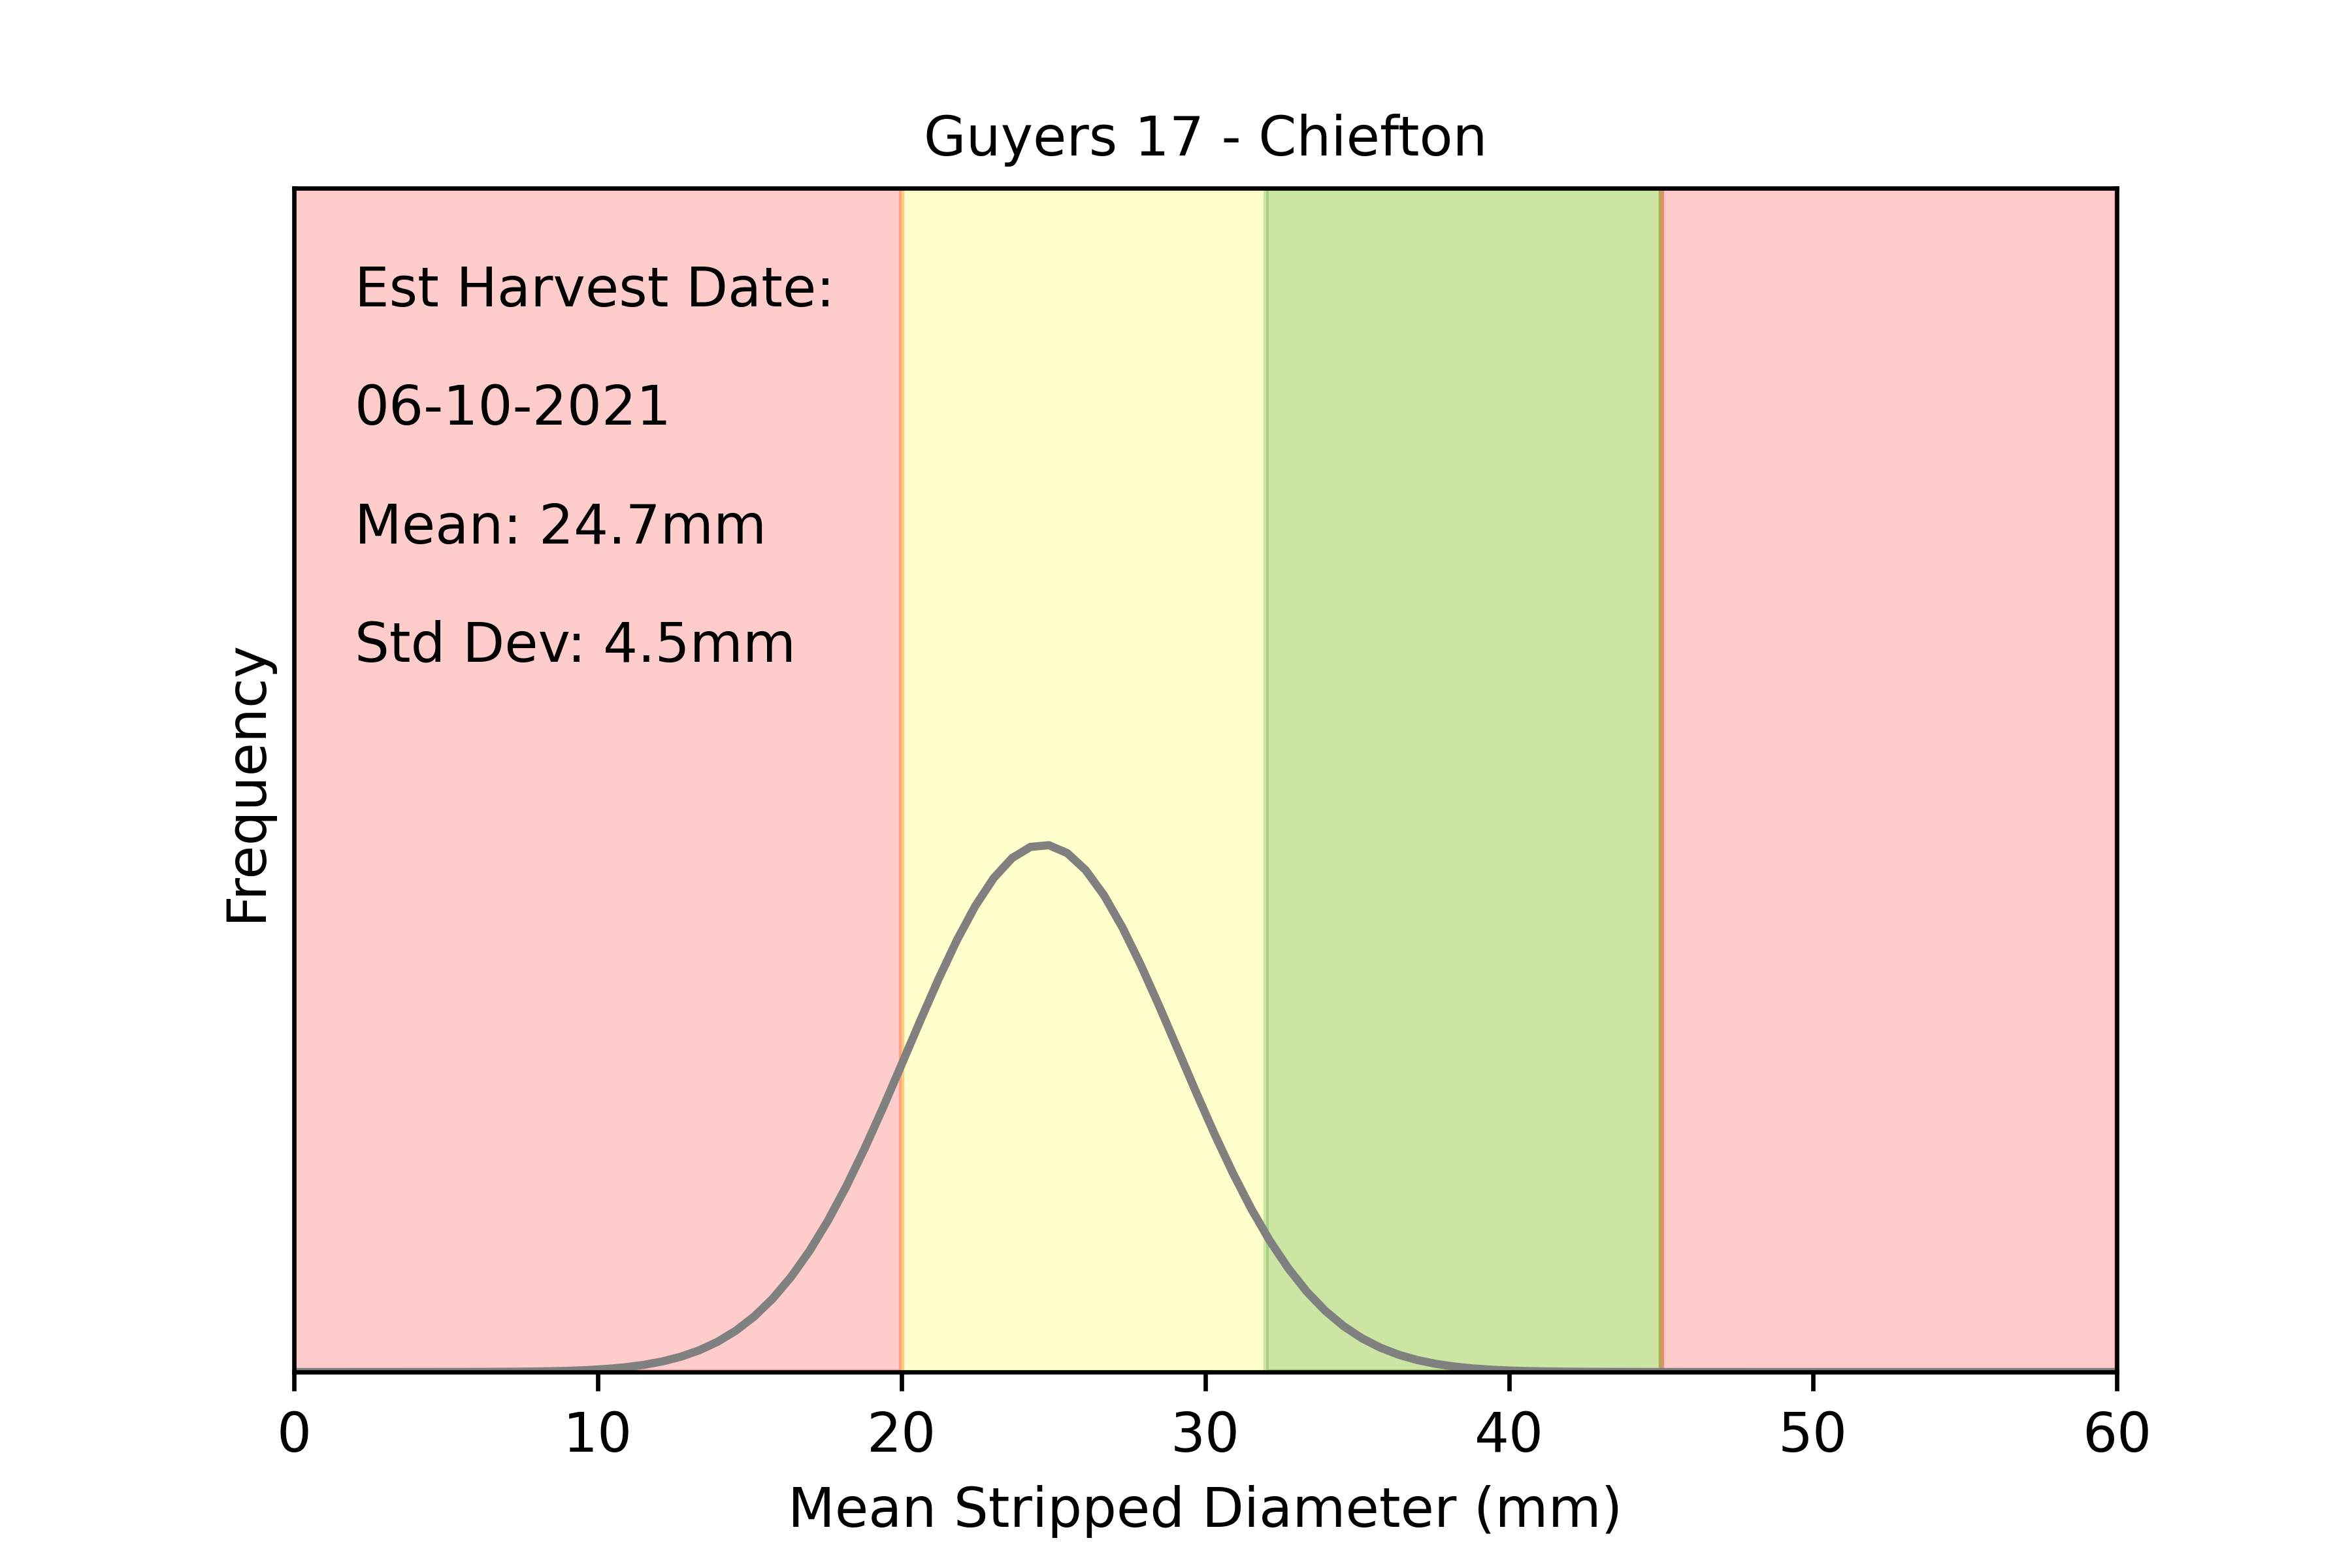 Guyers 17 - Chiefton
Est Harvest Date:
06-10-2021
Mean: 24.7mm
Std Dev: 4.5mm
Frequency
0 10 20 30 40 50 60
Mean Stripped Diameter (mm)